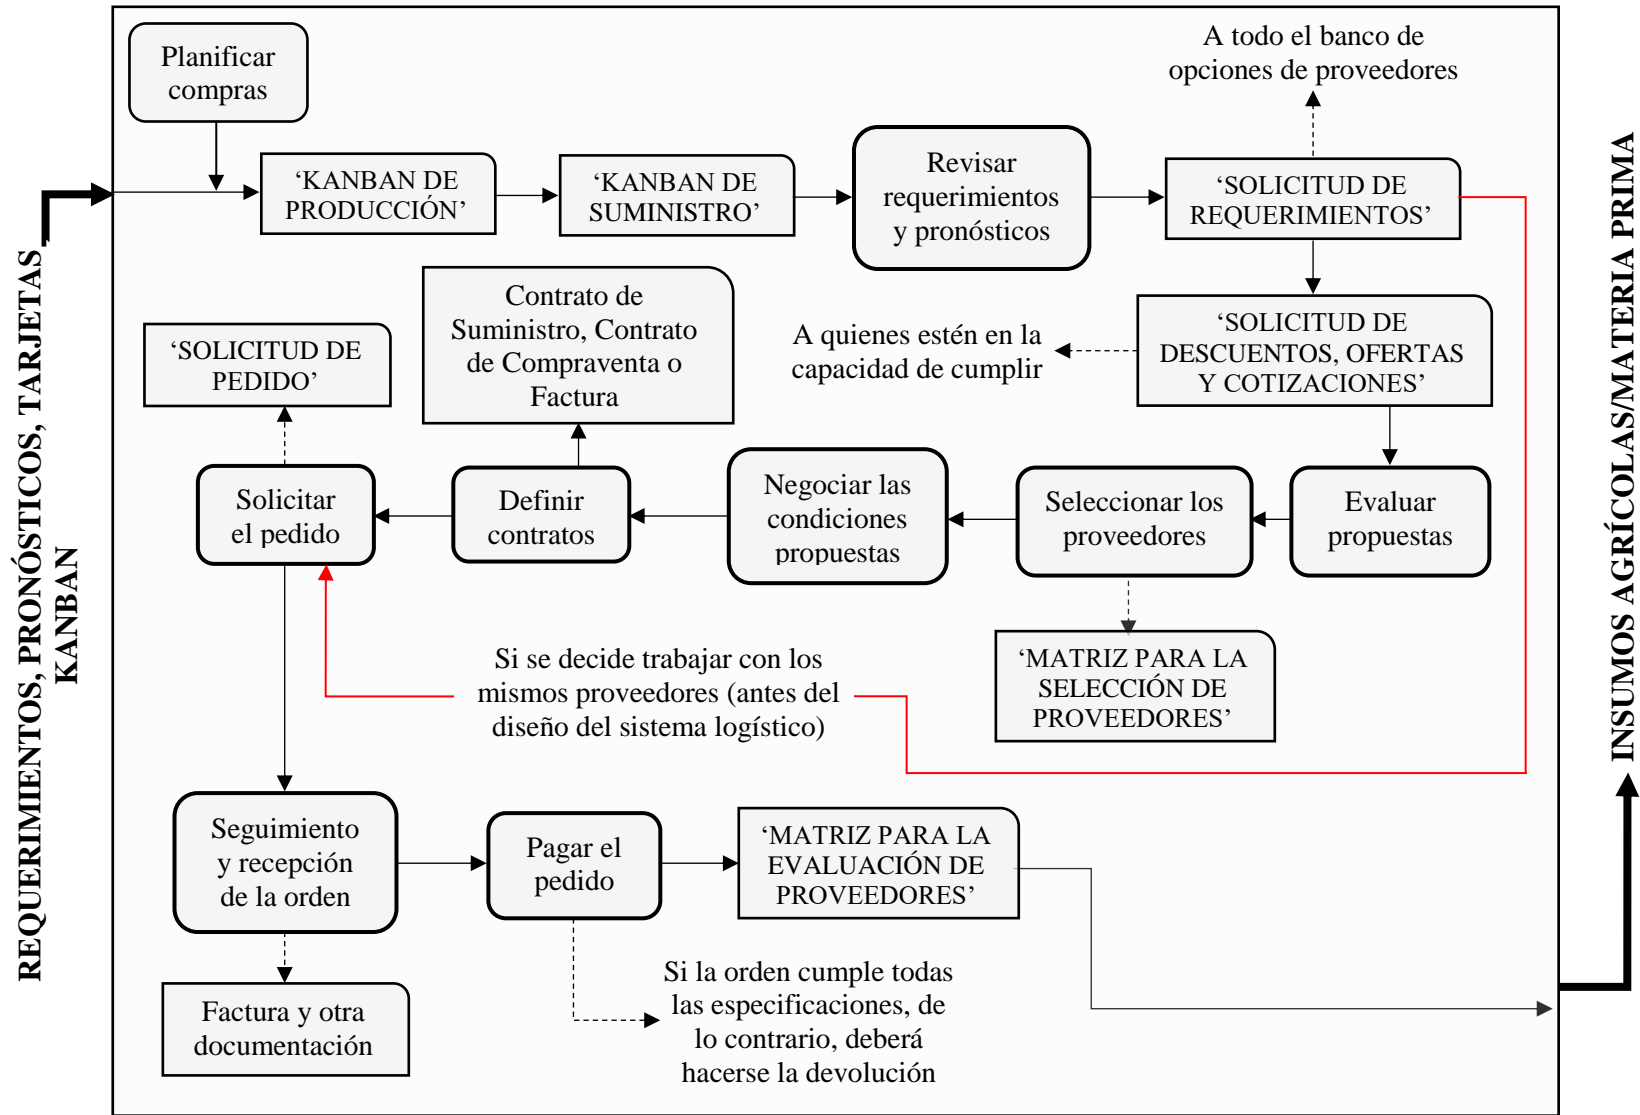 REQUERIMIENTOS, PRONÓSTICOS, TARJETAS
KANBAN
Planificar
compras
‘KANBAN DE
PRODUCCIÓN’
‘KANBAN DE
SUMINISTRO’
Revisar
requerimientos
y pronósticos
A todo el banco de
opciones de proveedores
‘SOLICITUD DE
REQUERIMIENTOS’
‘SOLICITUD DE
DESCUENTOS, OFERTAS
Y COTIZACIONES’
A quienes estén en la
capacidad de cumplir
Contrato de
Suministro, Contrato
de Compraventa o
Factura
‘SOLICITUD DE
PEDIDO’
Solicitar
el pedido
Definir
contratos
Negociar las
condiciones
propuestas
Seleccionar los
proveedores
Evaluar
propuestas
‘MATRIZ PARA LA
SELECCIÓN DE
PROVEEDORES’
Si se decide trabajar con los
mismos proveedores (antes del
diseño del sistema logístico)
Seguimiento
y recepción
de la orden
Pagar el
pedido
‘MATRIZ PARA LA
EVALUACIÓN DE
PROVEEDORES’
Factura y otra
documentación
Si la orden cumple todas
las especificaciones, de
lo contrario, deberá
hacerse la devolución
INSUMOS AGRÍCOLAS/MATERIA PRIMA